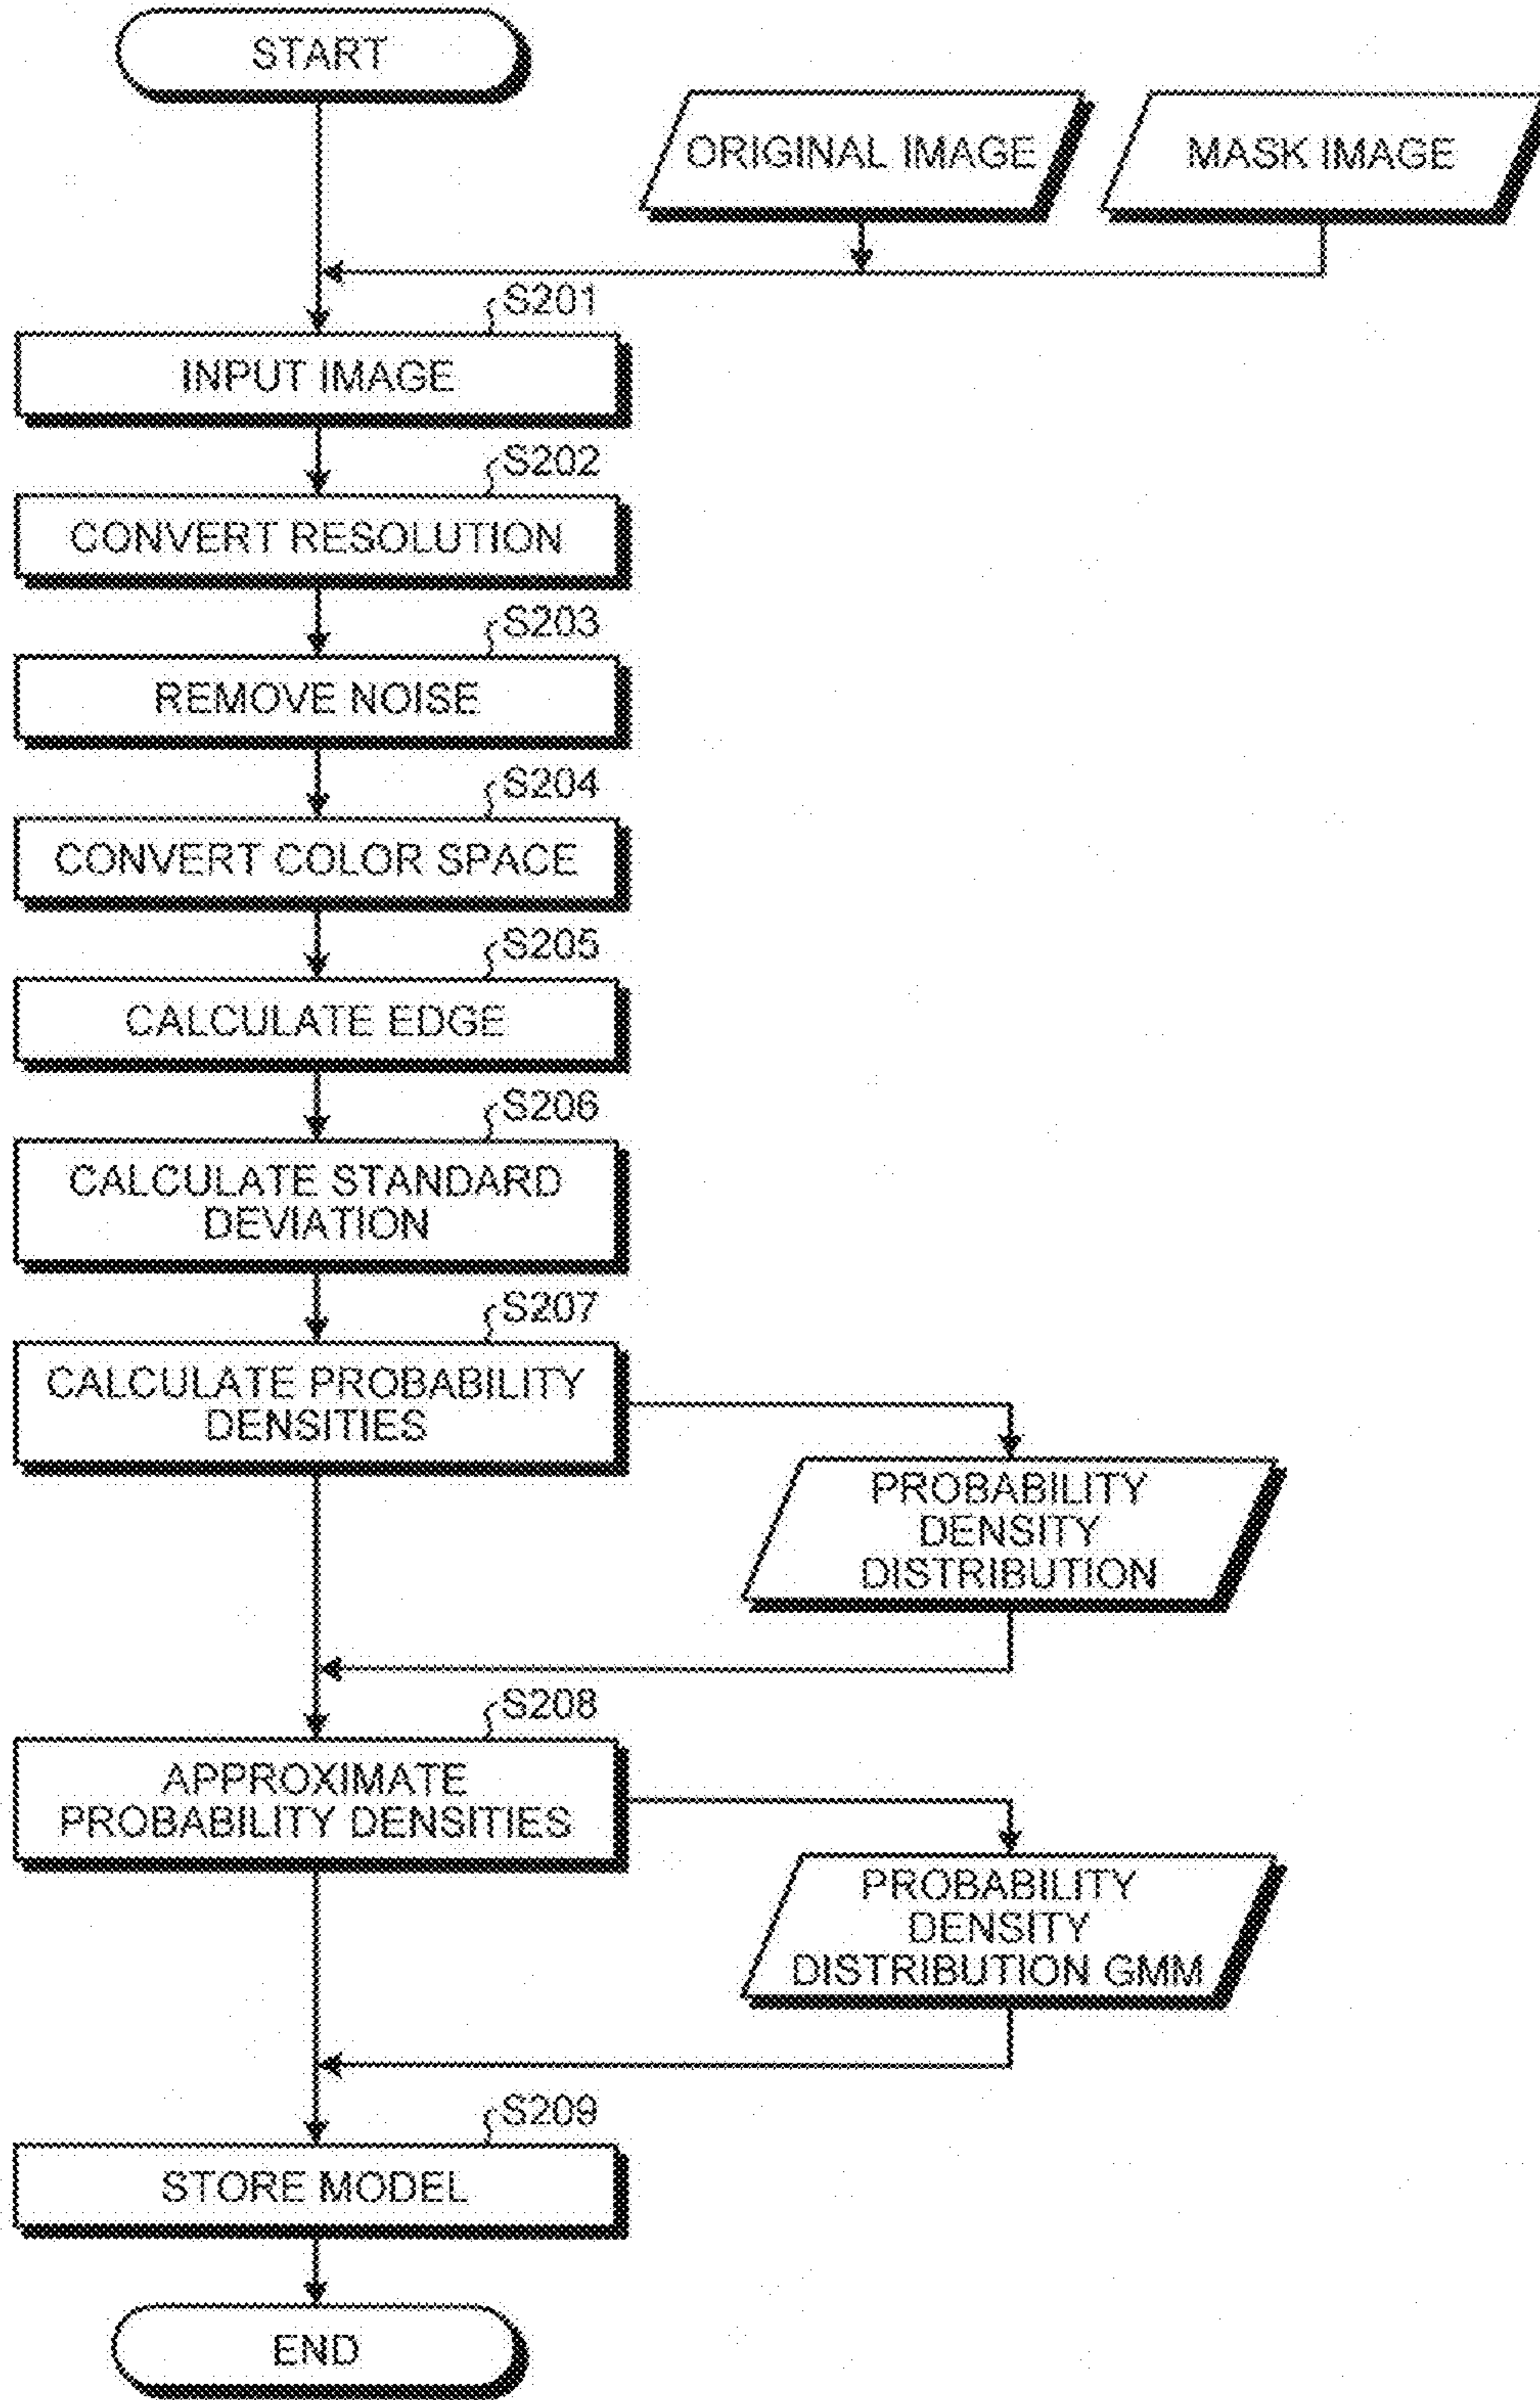 START
ORIGINAL IMAGE
MASK IMAGE
S201
INPUT IMAGE
S202
CONVERT RESOLUTION
S203
REMOVE NOISE
S204
CONVERT COLOR SPACE
S205
CALCULATE EDGE
S206
CALCULATE STANDARD
DEVIATION
S207
CALCULATE PROBABILITY
DENSITIES
PROBABILITY
DENSITY
DISTRIBUTION
S208
APPROXIMATE
PROBABILITY DENSITIES
PROBABILITY
DENSITY
DISTRIBUTION GMM
S209
STORE MODEL
END